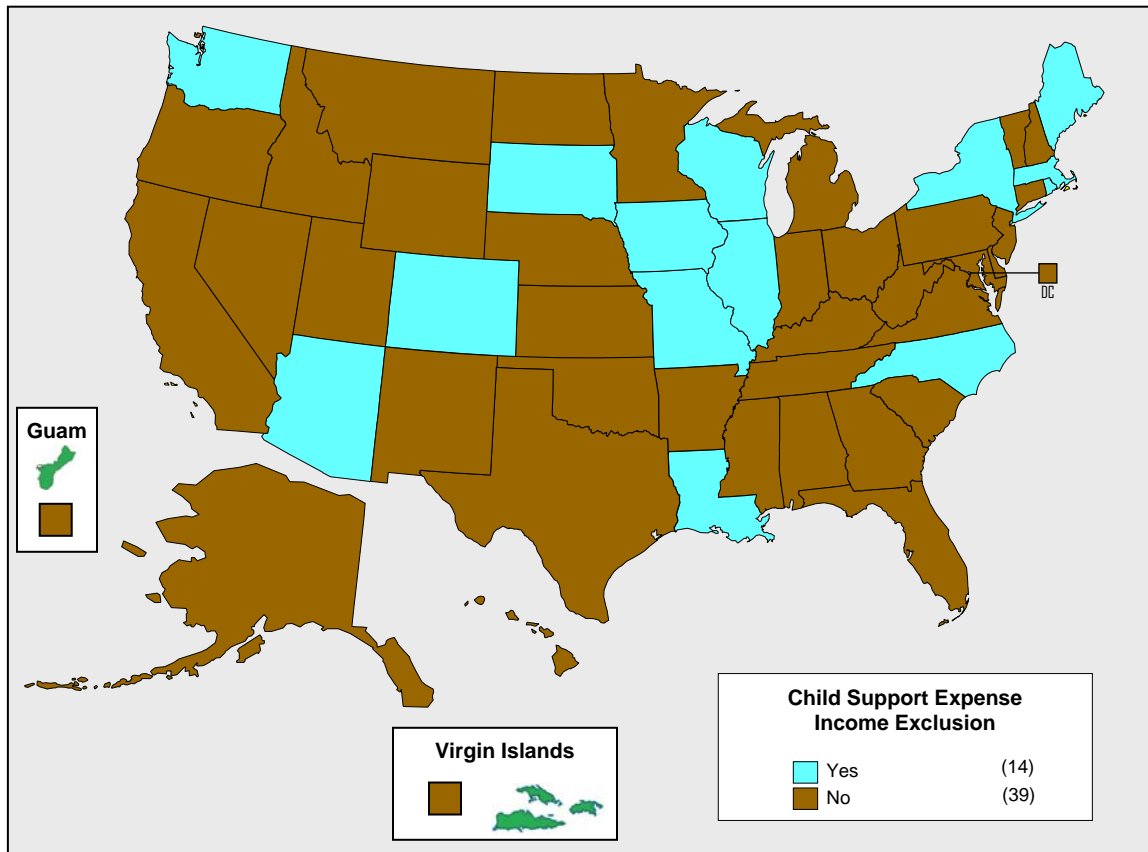 DC
Guam
Virgin Islands
Child Support Expense
Income Exclusion
Yes (14)
No (39)